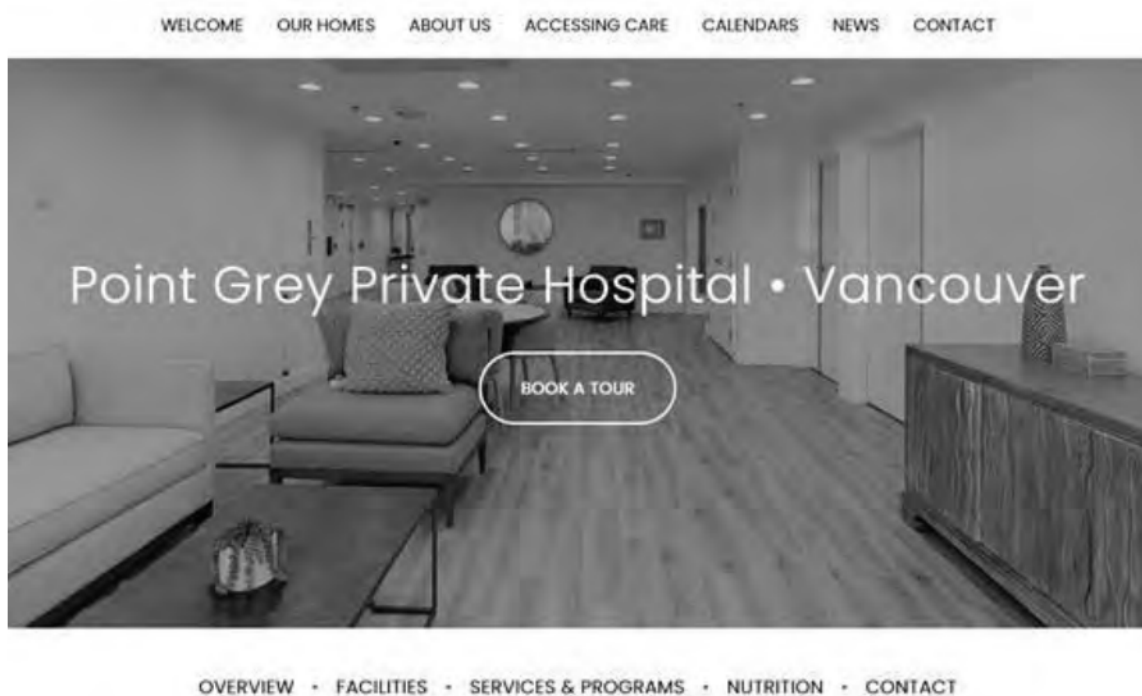 WELCOME OUR HOMES ABOUT US ACCESSING CARE CALENDARS NEWS CONTACT
Point Grey Private Hospital • Vancouver
BOOK A TOUR
OVERVIEW • FACILITIES • SERVICES & PROGRAMS • NUTRITION • CONTACT